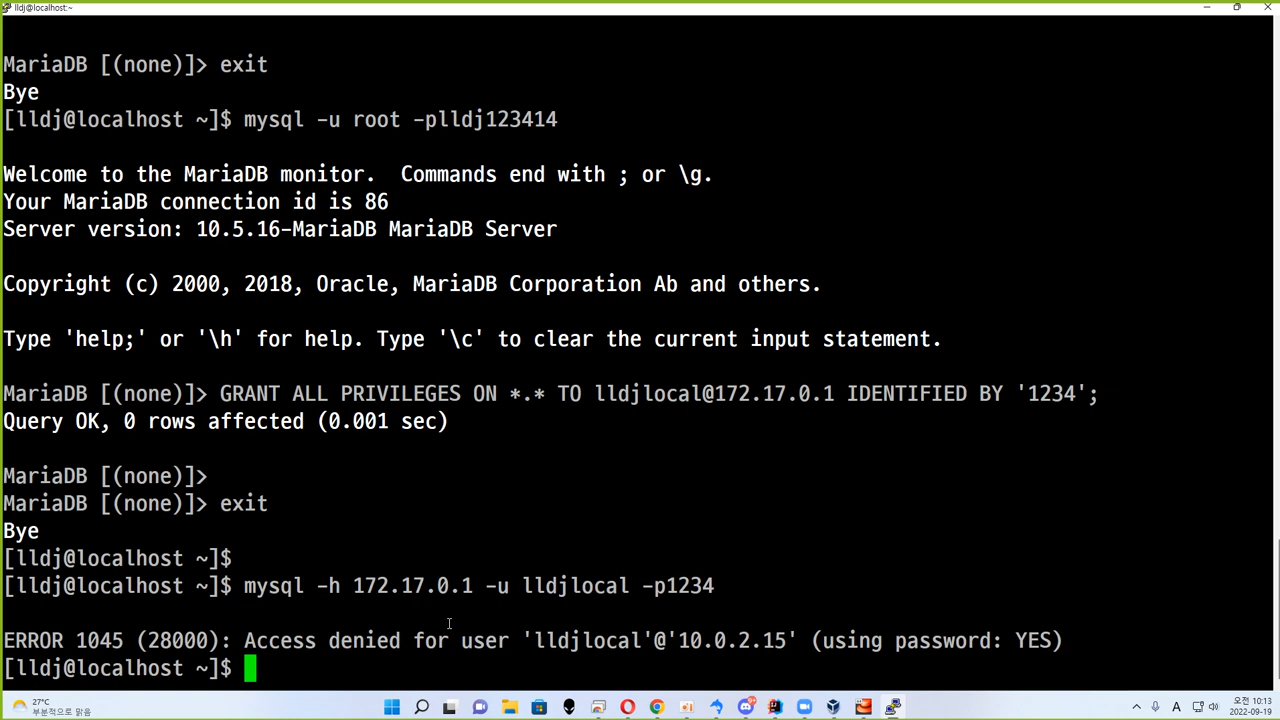 lldj@localhost:~
MariaDB [(none)]> exit
Bye
[lldj@localhost ~]$ mysql -u root -plldj123414
Welcome to the MariaDB monitor.  Commands end with ; or \g.
Your MariaDB connection id is 86
Server version: 10.5.16-MariaDB MariaDB Server
Copyright (c) 2000, 2018, Oracle, MariaDB Corporation Ab and others.
Type 'help;' or '\h' for help. Type '\c' to clear the current input statement.
MariaDB [(none)]> GRANT ALL PRIVILEGES ON *.* TO lldjlocal@172.17.0.1 IDENTIFIED BY '1234';
Query OK, 0 rows affected (0.001 sec)
MariaDB [(none)]>
MariaDB [(none)]> exit
Bye
[lldj@localhost ~]$
[lldj@localhost ~]$ mysql -h 172.17.0.1 -u lldjlocal -p1234
ERROR 1045 (28000): Access denied for user 'lldjlocal'@'10.0.2.15' (using password: YES)
[lldj@localhost ~]$
27°C
부분적으로 맑음
A
오전 10:13
2022-09-19